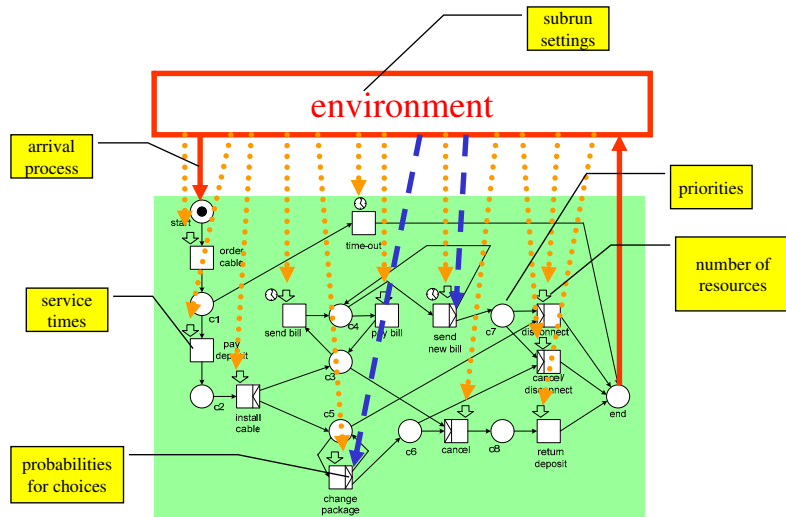 subrun
settings
environment
arrival
process
priorities
start
time-out
order
cable
number of
resources
service
times
c1
send bill
c4
pay bill
send
new bill
c7
disconnect
pay
deposit
c3
cancel/
disconnect
c2
install
cable
c5
end
c6
cancel
c8
return
deposit
probabilities
for choices
change
package